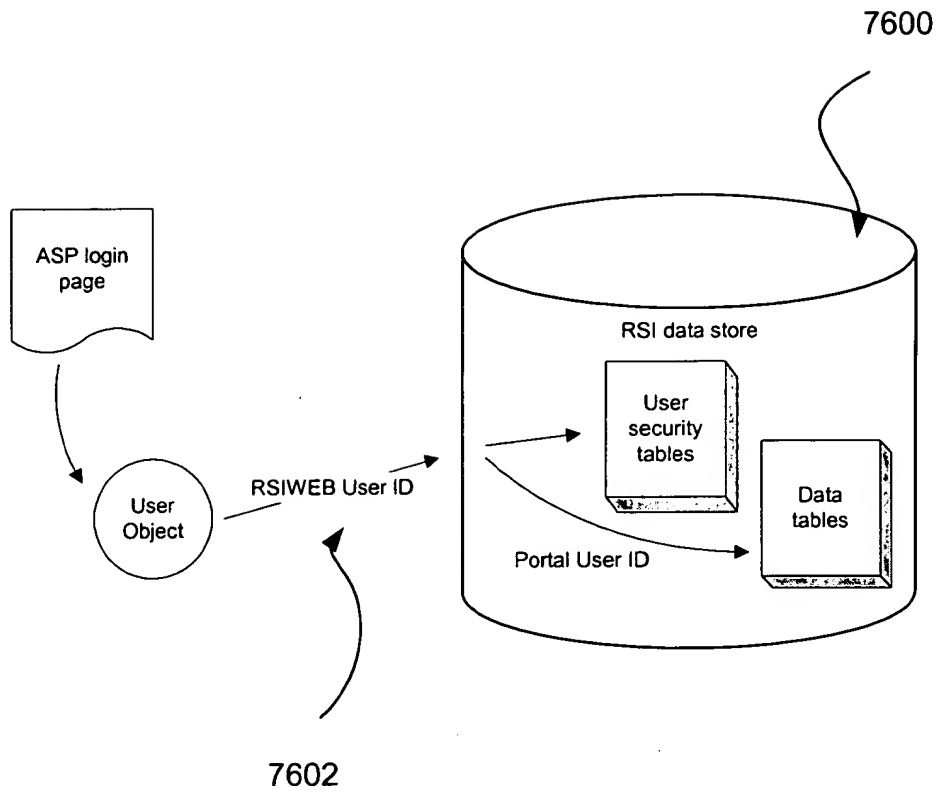 7600
ASP login
page
RSI data store
User
security
tables
RSIWEB User ID
User
Object
Data
tables
Portal User ID
7602